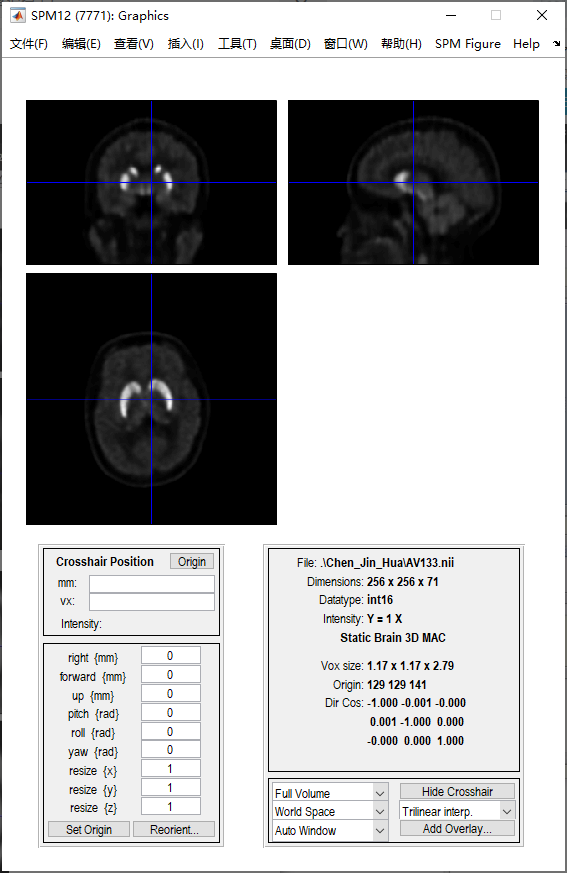 SPM12 (7771): Graphics
文件(F) 编辑(E) 查看(V) 插入(I) 工具(T) 桌面(D) 窗口(W) 帮助(H) SPM Figure Help
Crosshair Position Origin
mm:
vx:
Intensity:
right {mm} 0
forward {mm} 0
up {mm} 0
pitch {rad} 0
roll {rad} 0
yaw {rad} 0
resize {x} 1
resize {y} 1
resize {z} 1
Set Origin Reorient...
File: .\Chen_Jin_Hua\AV133.nii
Dimensions: 256 x 256 x 71
Datatype: int16
Intensity: Y = 1 X
Static Brain 3D MAC
Vox size: 1.17 x 1.17 x 2.79
Origin: 129 129 141
Dir Cos: -1.000 -0.001 -0.000
0.001 -1.000 0.000
-0.000 0.000 1.000
Full Volume Hide Crosshair
World Space Trilinear interp.
Auto Window Add Overlay...